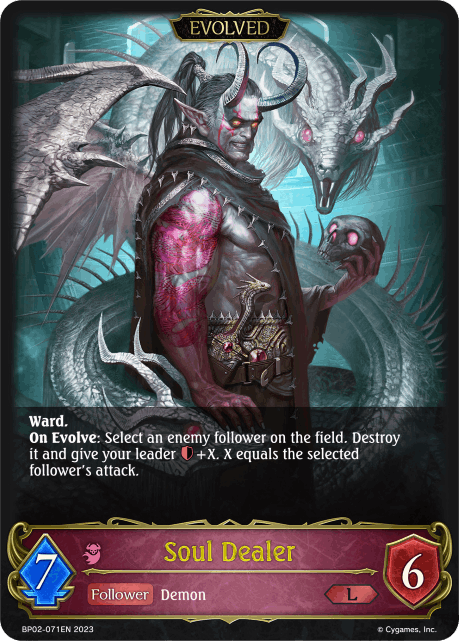 EVOLVED
Ward.
On Evolve: Select an enemy follower on the field. Destroy
it and give your leader +X. X equals the selected
follower's attack.
Soul Dealer
7
Follower Demon
L
6
BP02-071EN 2023
© Cygames, Inc.